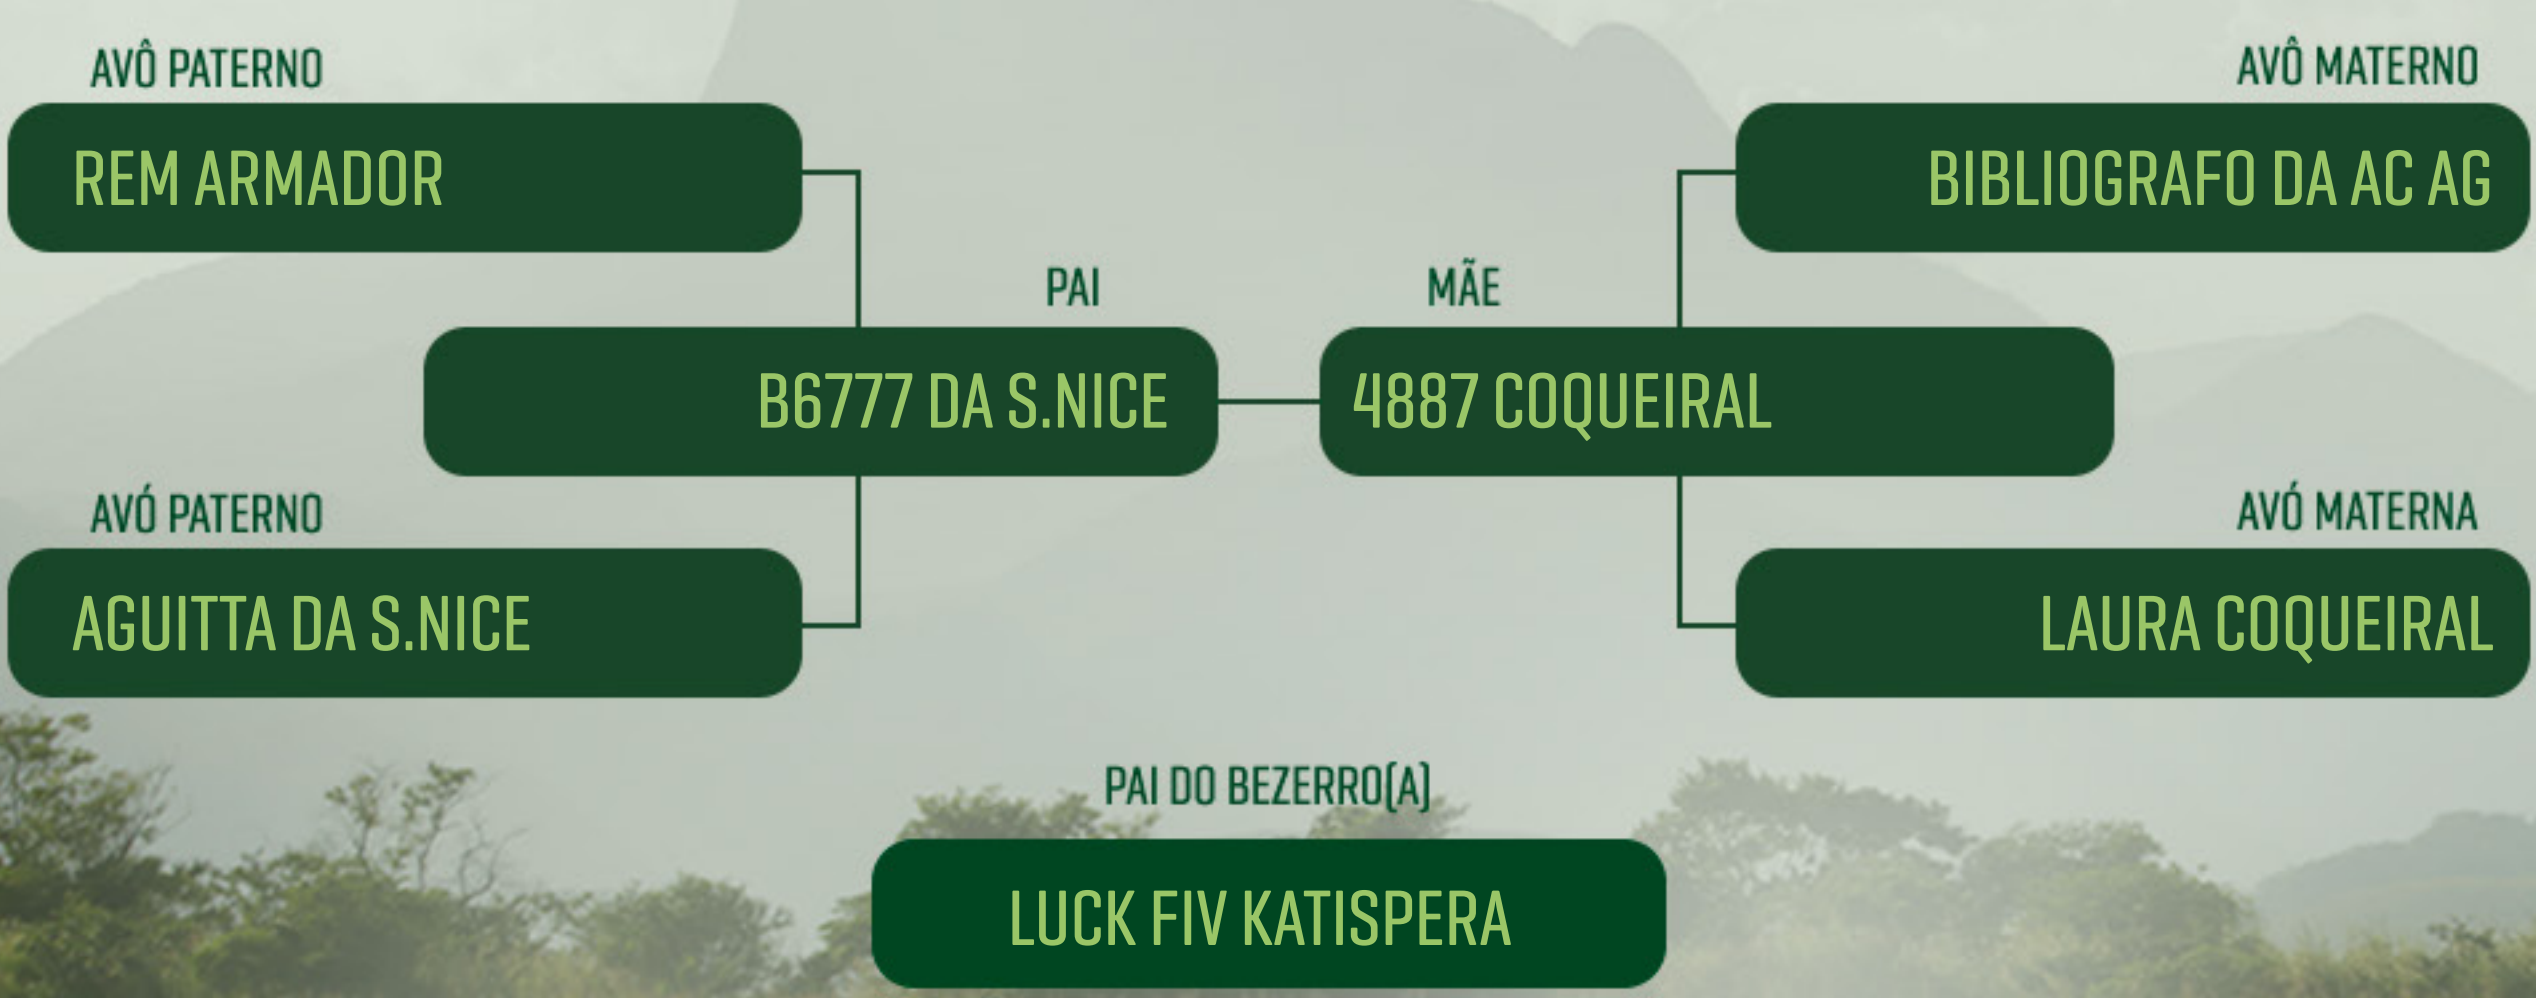 AVÔ PATERNO
REM ARMADOR
AVÔ MATERNO
BIBLIOGRAFO DA AC AG
PAI
B6777 DA S.NICE
MÃE
4887 COQUEIRAL
AVÓ PATERNO
AGUITTA DA S.NICE
AVÓ MATERNA
LAURA COQUEIRAL
PAI DO BEZERRO(A)
LUCK FIV KATISPERA